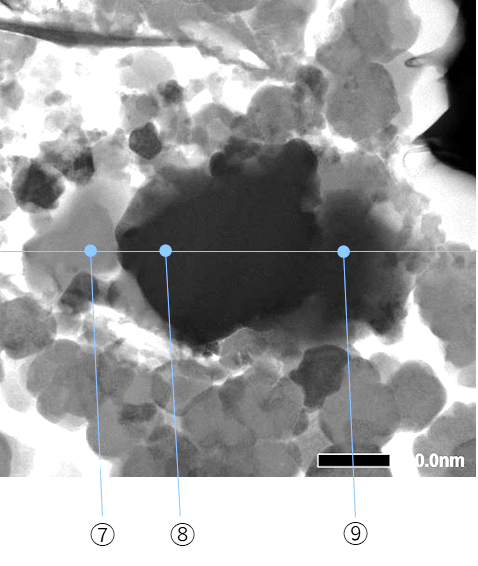 0.0nm
⑦ ⑧ ⑨